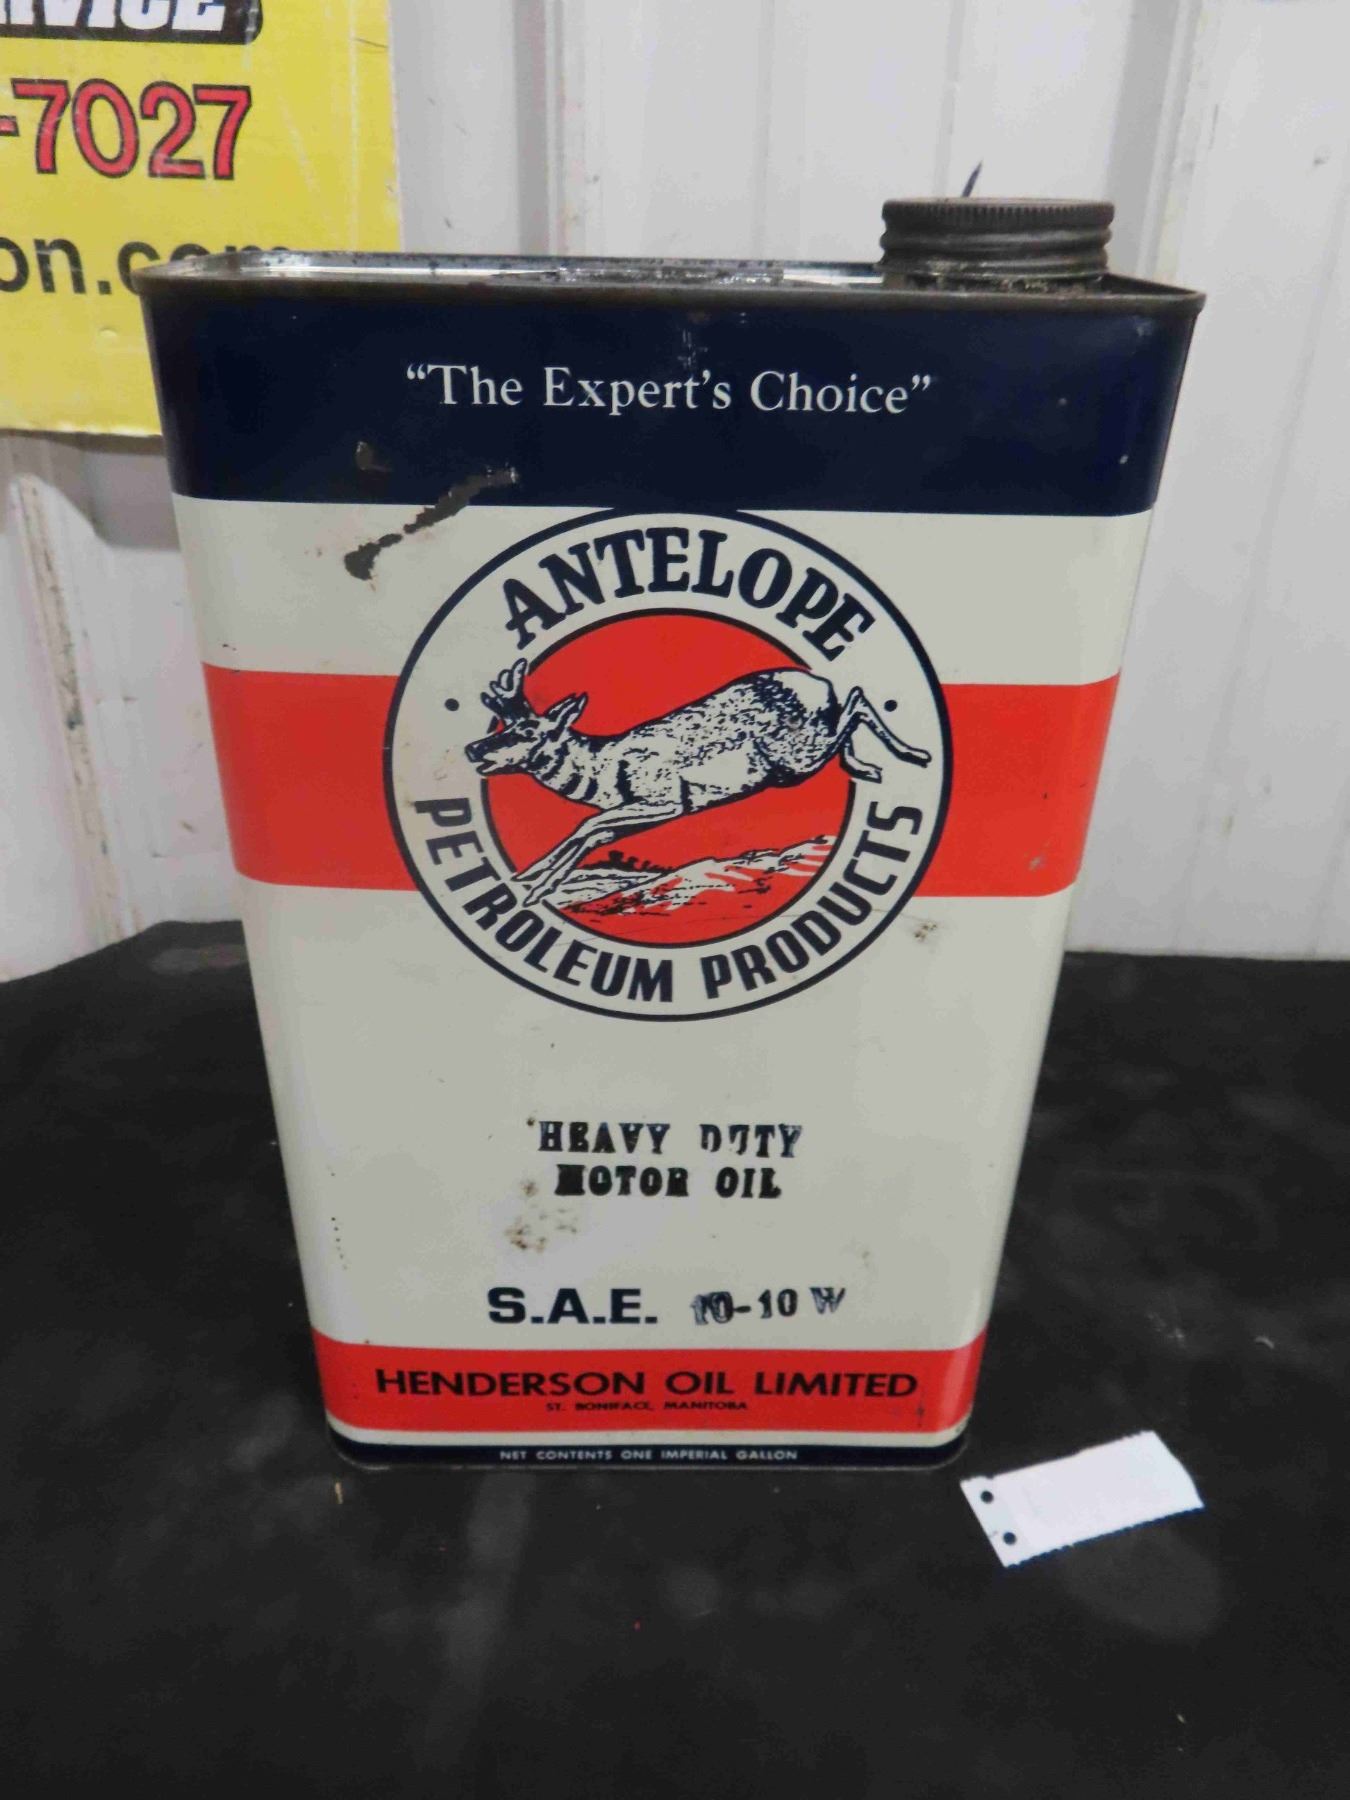 -7027
on.com
“The Expert's Choice”
ANTELOPE
PETROLEUM PRODUCTS
HEAVY DUTY
MOTOR OIL
S.A.E. 10-10 W
HENDERSON OIL LIMITED
ST. BONIFACE, MANITOBA
NET CONTENTS ONE IMPERIAL GALLON